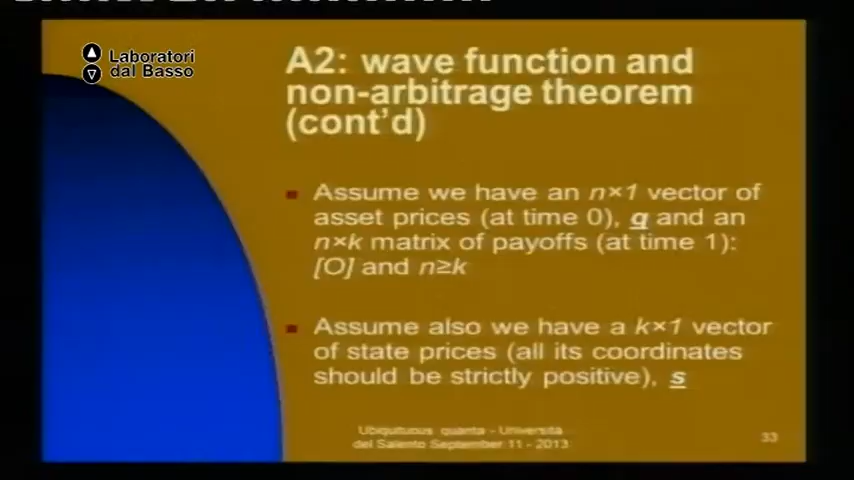 Laboratori
dal Basso
A2: wave function and
non-arbitrage theorem
(cont'd)
Assume we have an n×1 vector of
asset prices (at time 0), q and an
n×k matrix of payoffs (at time 1):
[O] and n≥k
Assume also we have a k×1 vector
of state prices (all its coordinates
should be strictly positive), s
Ubiquituous quanta - Università
del Salento September 11 - 2013
33